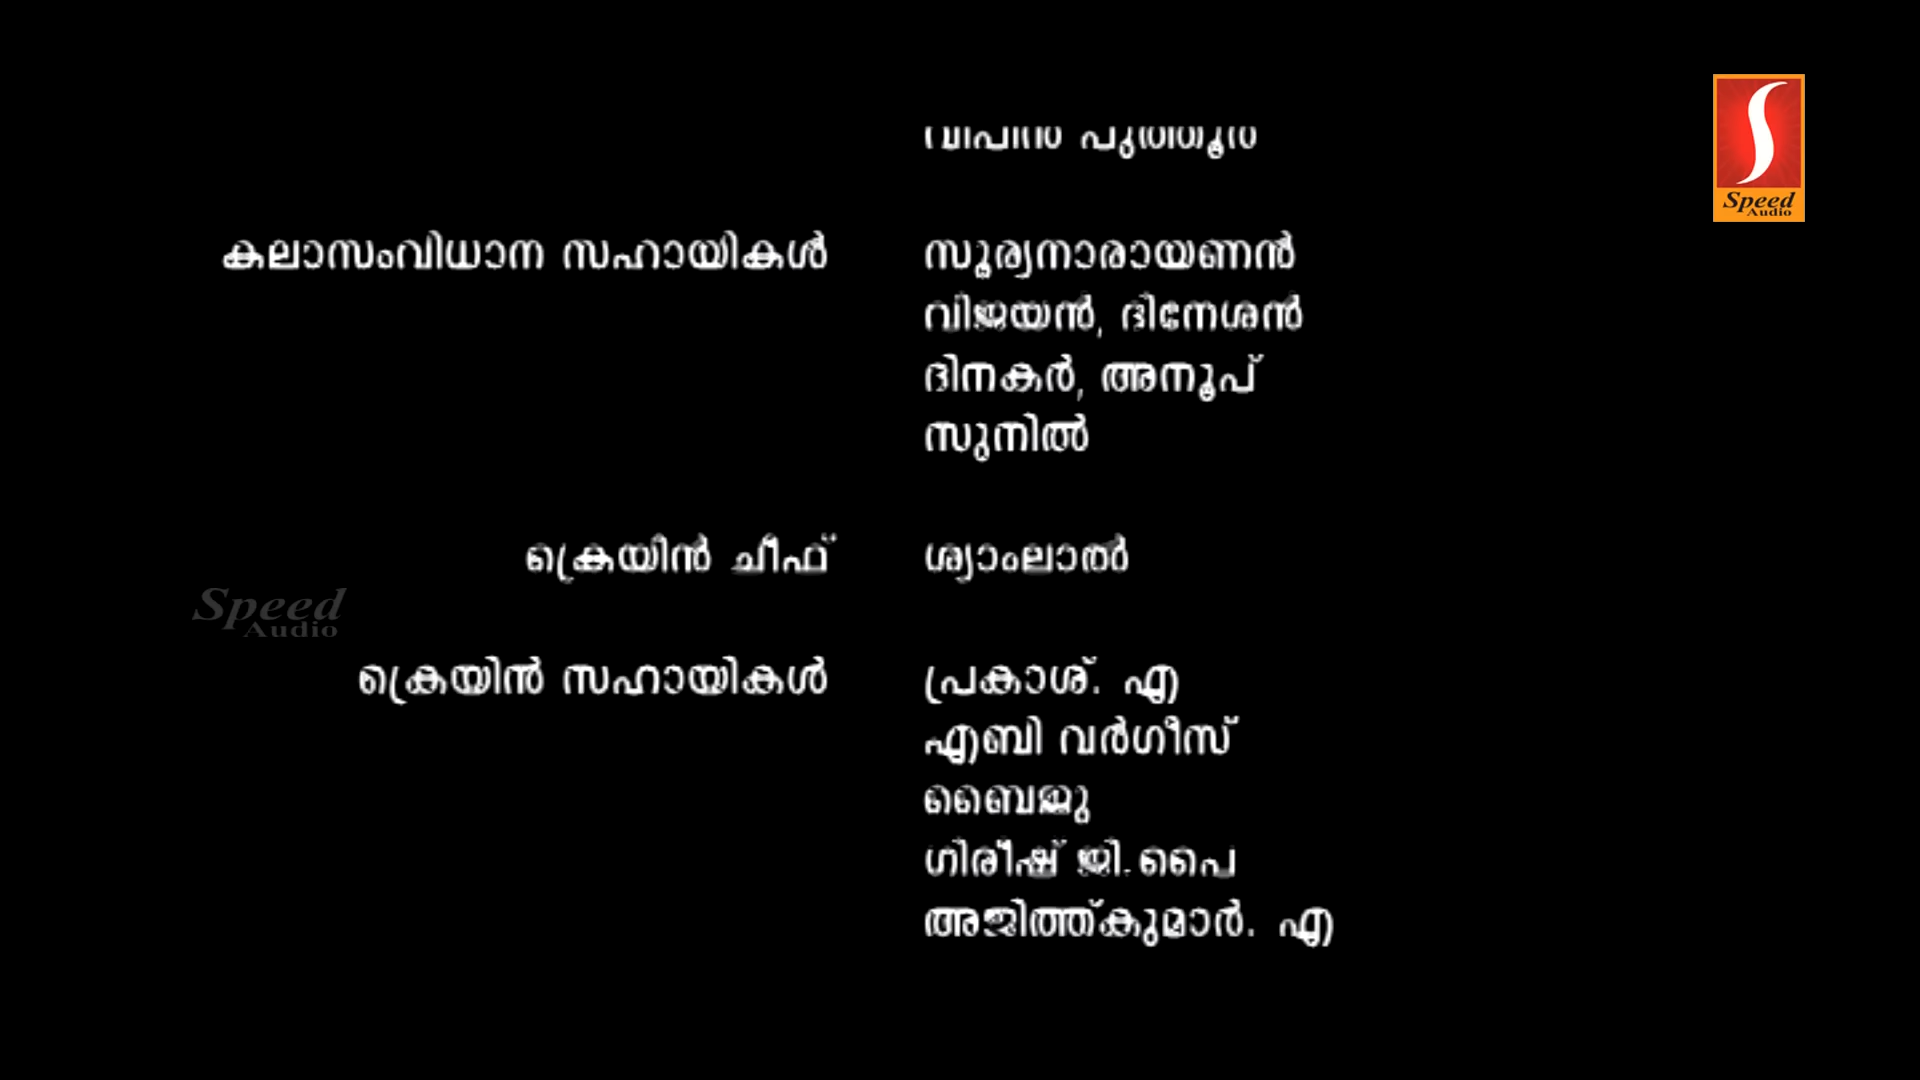 വിപിൻ പുത്തൂർ
കലാസംവിധാന സഹായികൾ സൂര്യനാരായണൻ
വിജയൻ, ദിനേശൻ
ദിനകർ, അനൂപ്
സുനിൽ
ക്രെയിൻ ചീഫ് ശ്യാംലാൽ
ക്രെയിൻ സഹായികൾ പ്രകാശ്. എ
എബി വർഗീസ്
ബൈജു
ഗിരീഷ് ജി.പൈ
അജിത്ത്കുമാർ. എ
Speed
Audio
Speed
Audio